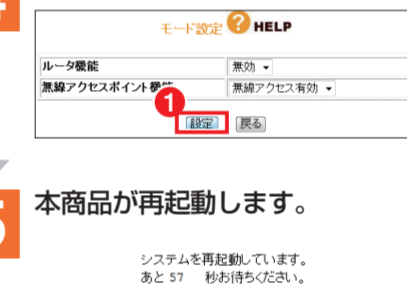 モード設定 ? HELP
ルータ機能 無効
無線アクセスポイント機能 無線アクセス有効
1
設定 戻る
5
本商品が再起動します。
システムを再起動しています。
あと 57 秒お待ちください。